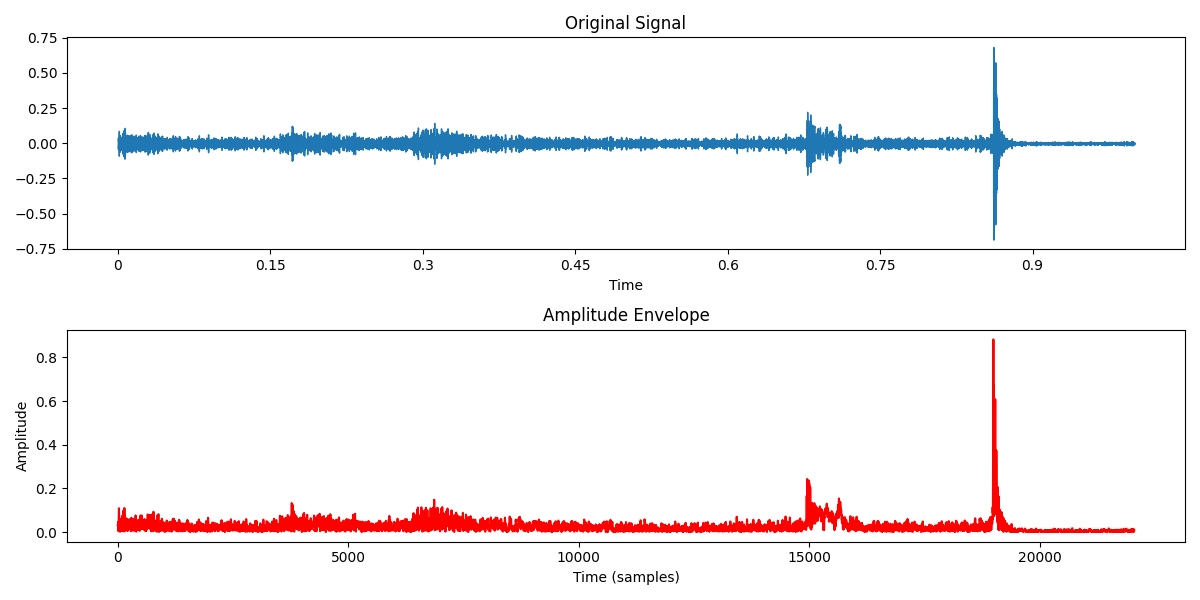 Original Signal
0.75
0.50
0.25
0.00
−0.25
−0.50
−0.75
0 0.15 0.3 0.45 0.6 0.75 0.9
Time
Amplitude Envelope
Amplitude
0.8
0.6
0.4
0.2
0.0
0 5000 10000 15000 20000
Time (samples)